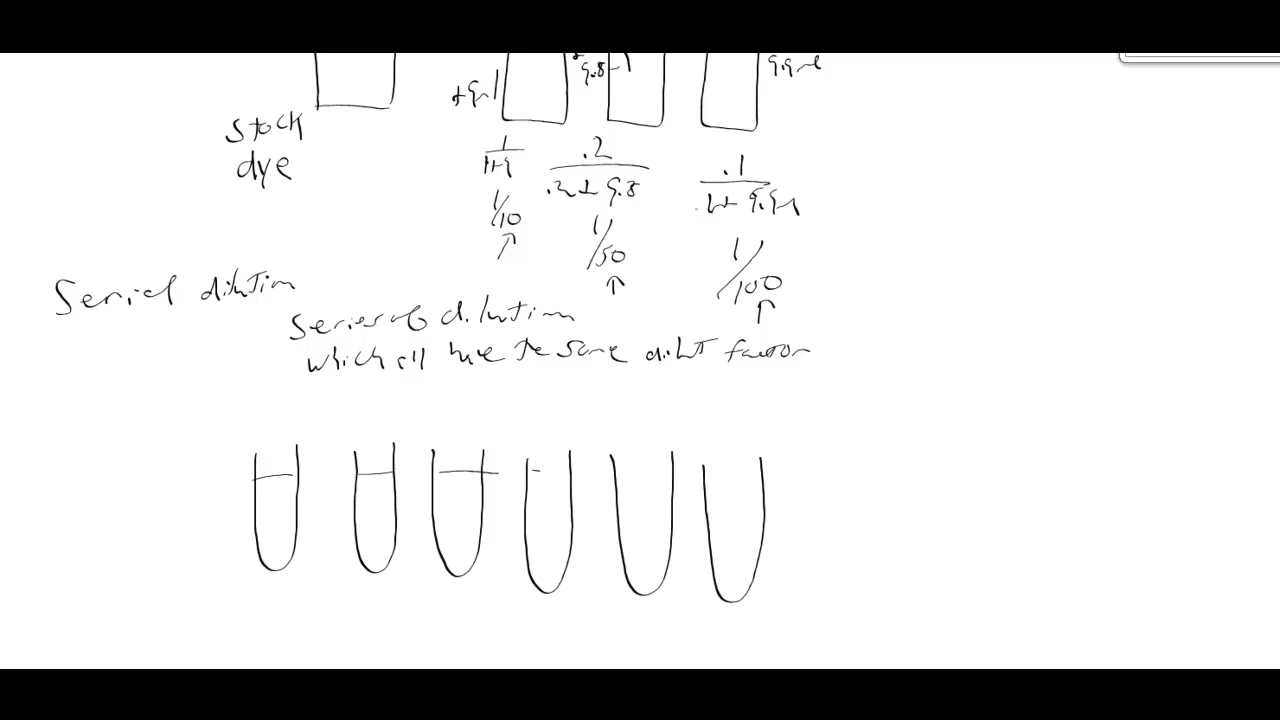 +9ml
+
9.8
9.9ml
Stock
dye
1
1+9
.2
.2 + 9.8
.1
.1 + 9.9
1/10
1/50
1/100
Serial dilution
Series of dilution
which all have the same dilut factor